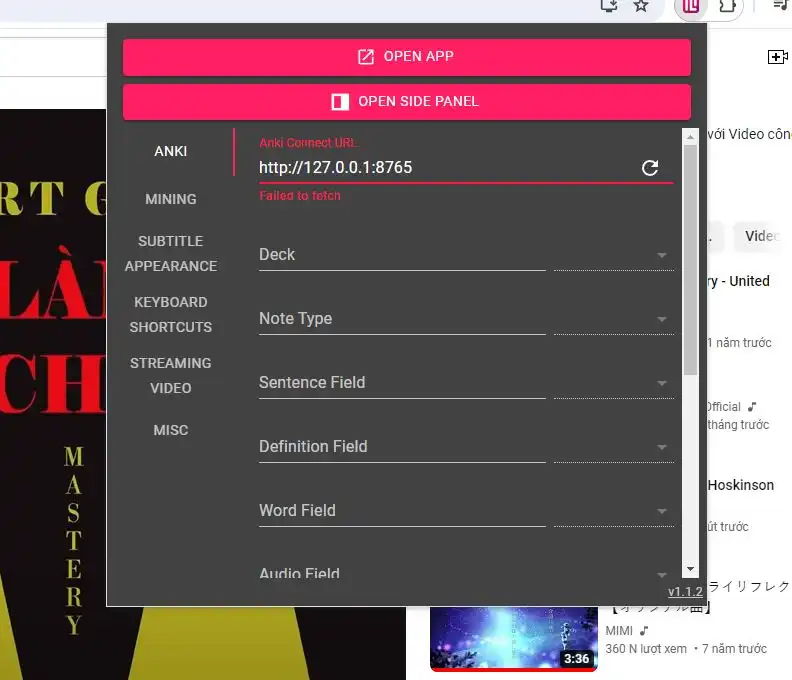 OPEN APP
OPEN SIDE PANEL
ANKI
MINING
SUBTITLE
APPEARANCE
KEYBOARD
SHORTCUTS
STREAMING
VIDEO
MISC
Anki Connect URL
http://127.0.0.1:8765
Failed to fetch
Deck
Note Type
Sentence Field
Definition Field
Word Field
Audio Field
v1.1.2
RT G
LÀ
CH
MASTERY
với Video
Vide
ry - United
1 năm trước
Official
tháng trước
Hoskinson
trước
ライリフレク
【オリジナル曲】
MIMI
360 N lượt xem • 7 năm trước
3:36